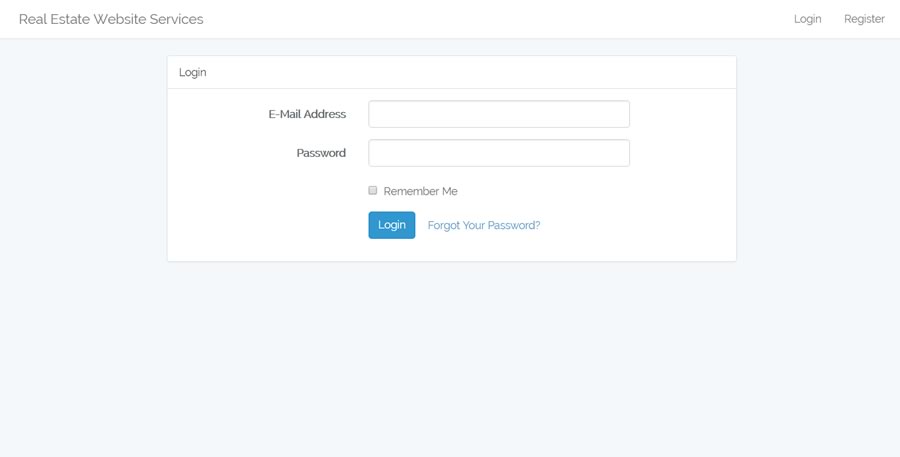 Real Estate Website Services Login Register
Login
E-Mail Address
Password
Remember Me
Login Forgot Your Password?